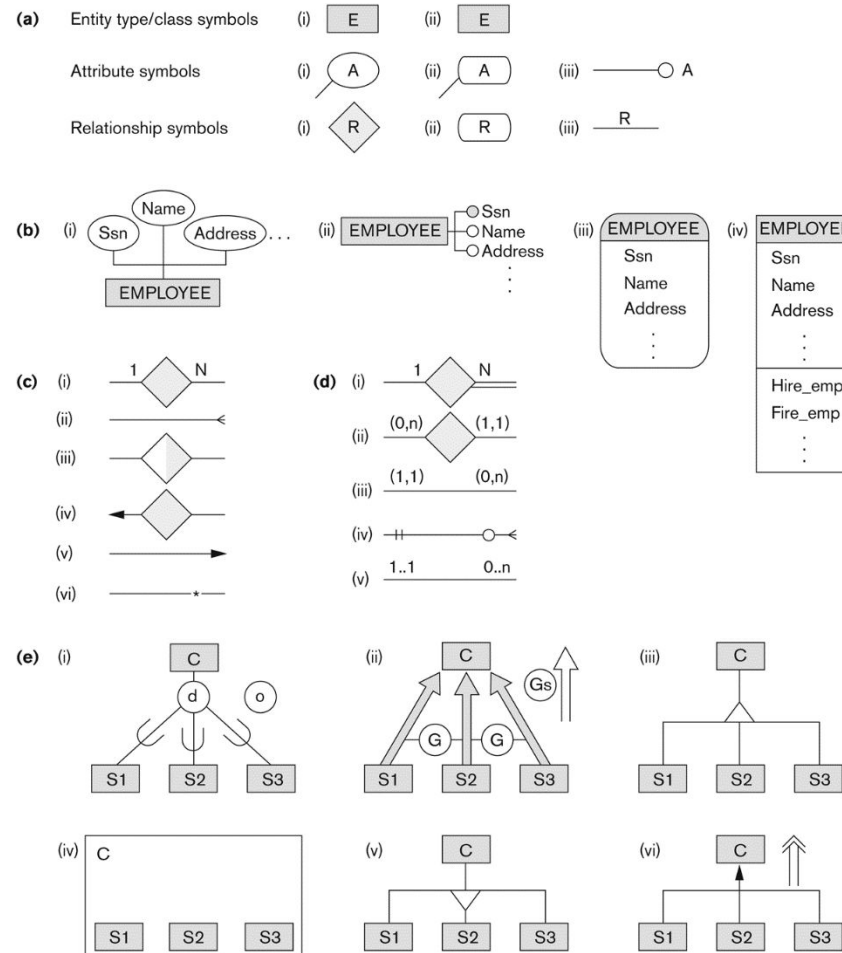 (a) Entity type/class symbols (i) E (ii) E
Attribute symbols (i) A (ii) A (iii) A
Relationship symbols (i) R (ii) R (iii) R
(b) (i) Ssn Name Address . . .
EMPLOYEE
(ii) EMPLOYEE Ssn
Name
Address
(iii) EMPLOYEE
Ssn
Name
Address
(iv) EMPLOYEE
Ssn
Name
Address
Hire_emp
Fire_emp
(c) (i) 1 N
(ii)
(iii)
(iv)
(v)
(vi) *
(d) (i) 1 N
(ii) (0,n) (1,1)
(iii) (1,1) (0,n)
(iv)
(v) 1..1 0..n
(e) (i) C
d o
S1 S2 S3
(ii) C
Gs
G G
S1 S2 S3
(iii) C
S1 S2 S3
(iv) C
S1 S2 S3
(v) C
S1 S2 S3
(vi) C
S1 S2 S3